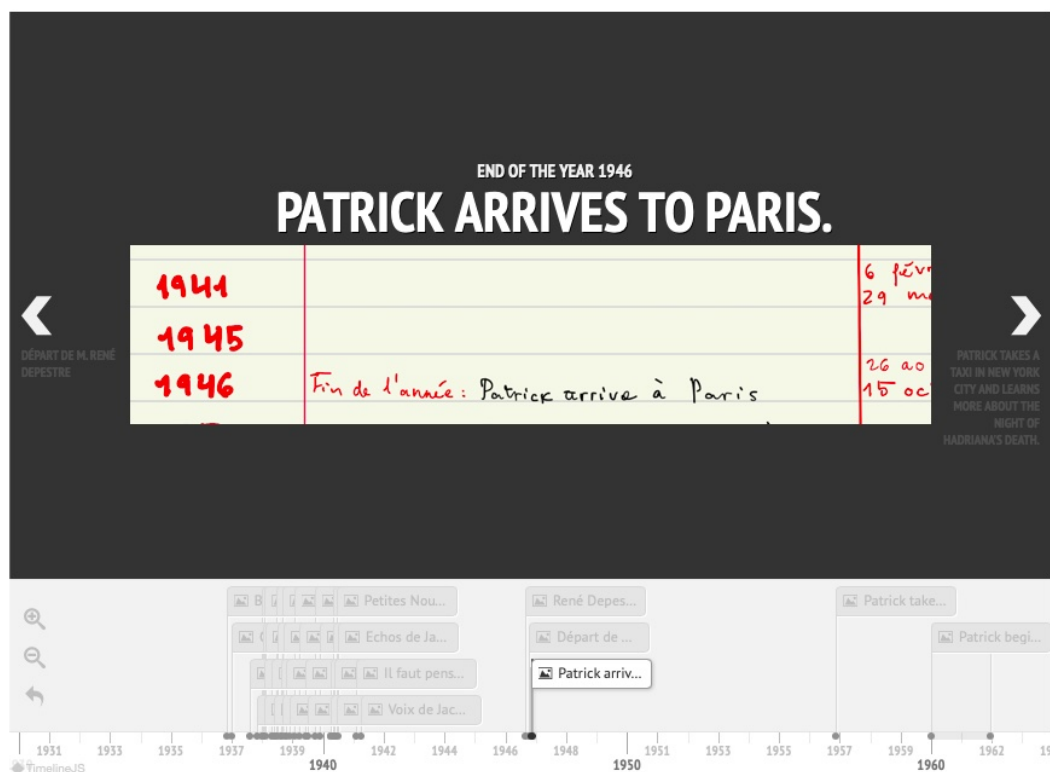 END OF THE YEAR 1946
PATRICK ARRIVES TO PARIS.
1941
6 févr
29 ma
1945
1946
Fin de l'année: Patrick arrive à Paris
26 ao
15 oc
DÉPART DE M. RENÉ
DEPESTRE
PATRICK TAKES A
TAXI IN NEW YORK
CITY AND LEARNS
MORE ABOUT THE
NIGHT OF
HADRIANA'S DEATH.
B
Petites Nou...
René Depes...
Patrick take...
Echos de Ja...
Départ de ...
Patrick begi...
Il faut pens...
Patrick arriv...
Voix de Jac...
1931 1933 1935 1937 1939 1942 1944 1946 1948 1951 1953 1955 1957 1959 1962
1940 1950 1960
TimelineJS